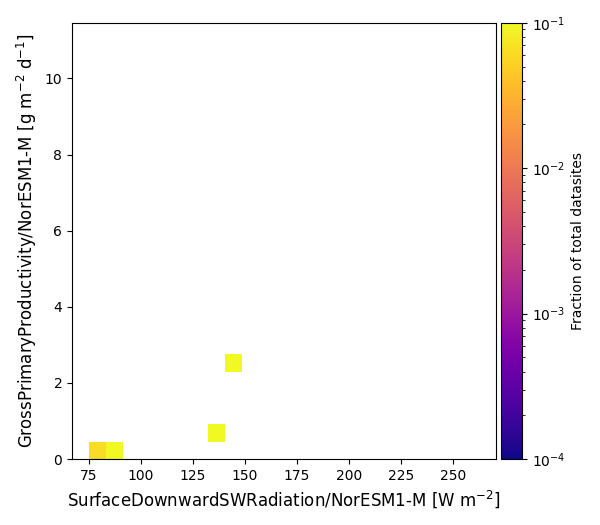 GrossPrimaryProductivity/NorESM1-M [g m⁻² d⁻¹]
10
8
6
4
2
0
75 100 125 150 175 200 225 250
SurfaceDownwardSWRadiation/NorESM1-M [W m⁻²]
10⁻¹
10⁻²
10⁻³
10⁻⁴
Fraction of total datasites